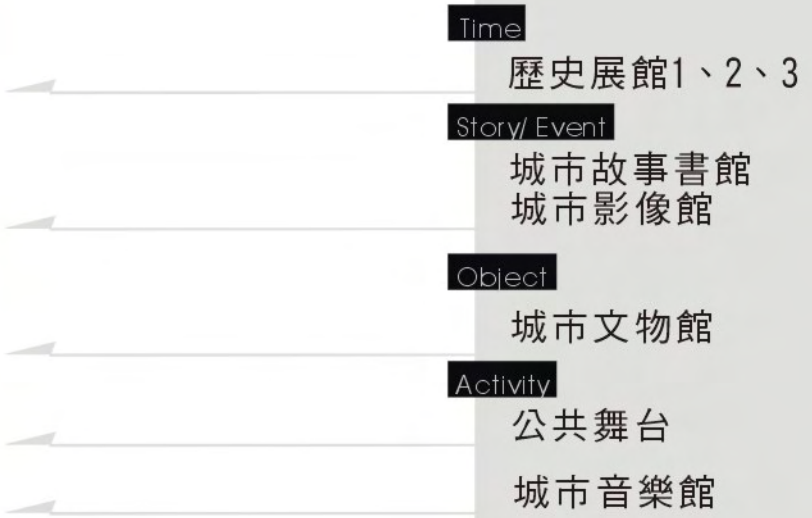 Time
歷史展館1、2、3
Story/ Event
城市故事書館
城市影像館
Object
城市文物館
Activity
公共舞台
城市音樂館